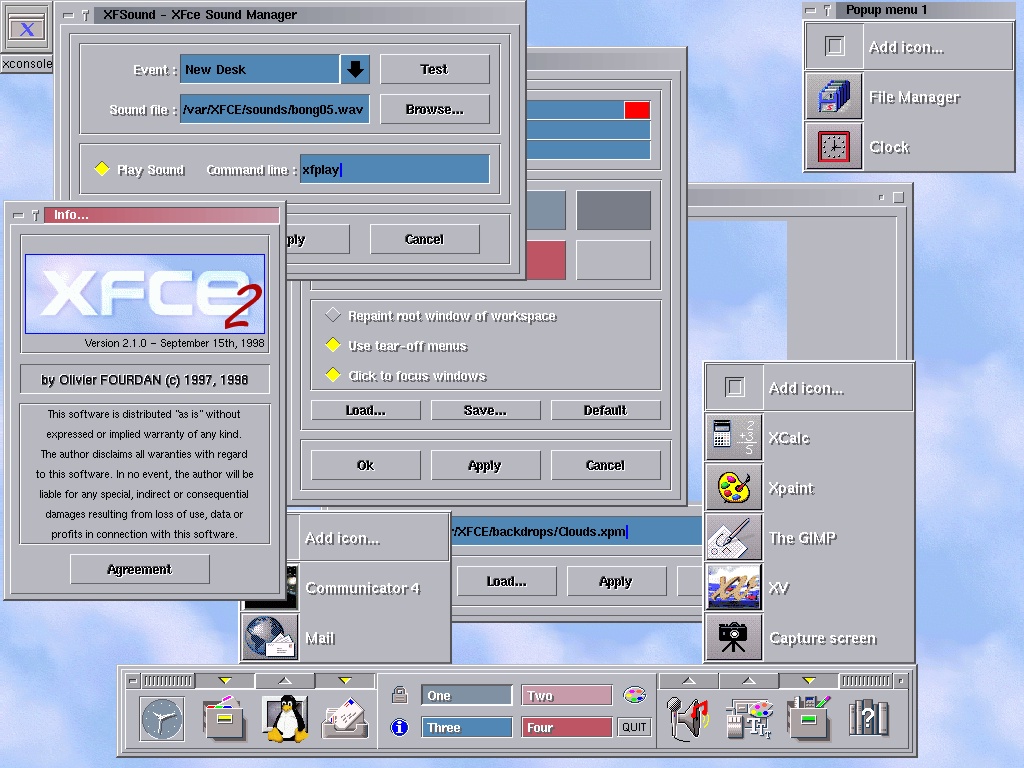 XFSound - XFce Sound Manager
Popup menu 1
Add icon...
File Manager
Clock
xconsole
Event :
New Desk
Test
Sound file :
/var/XFCE/sounds/bong05.wav
Browse...
Play Sound
Command line :
xfplay
Cancel
Info...
XFCE 2
Version 2.1.0 - September 15th, 1998
by Olivier FOURDAN (c) 1997, 1998
This software is distributed "as is" without
expressed or implied warranty of any kind.
The author disclaims all waranties with regard
to this software. In no event, the author will be
liable for any special, indirect or consequential
damages resulting from loss of use, data or
profits in connection with this software.
Agreement
Repaint root window of workspace
Use tear-off menus
Click to focus windows
Load...
Save...
Default
Ok
Apply
Cancel
Add icon...
XCalc
Xpaint
The GIMP
XV
Capture screen
/XFCE/backdrops/Clouds.xpm
Load...
Apply
Add icon...
Communicator 4
Mail
One
Two
Three
Four
QUIT